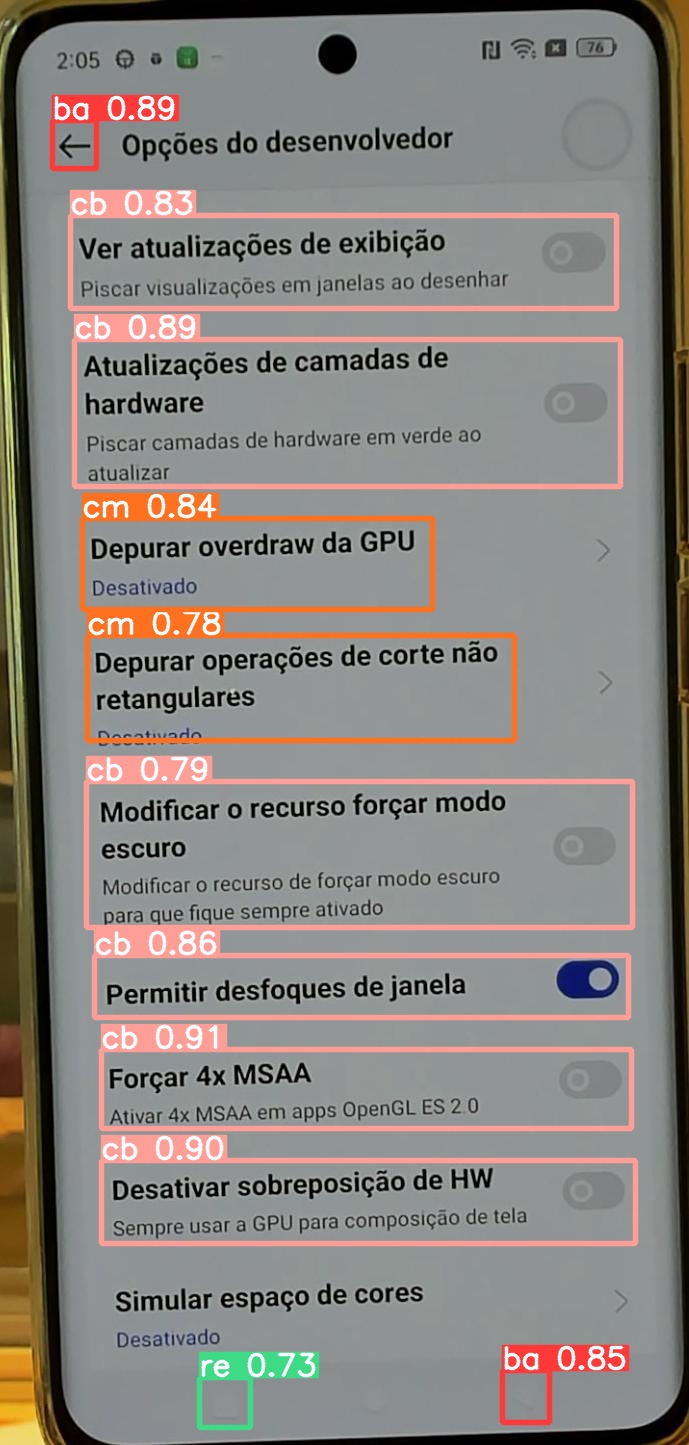 2:05
76
ba 0.89
Opções do desenvolvedor
cb 0.83
Ver atualizações de exibição
Piscar visualizações em janelas ao desenhar
cb 0.89
Atualizações de camadas de
hardware
Piscar camadas de hardware em verde ao
atualizar
cm 0.84
Depurar overdraw da GPU
Desativado
cm 0.78
Depurar operações de corte não
retangulares
Desativado
cb 0.79
Modificar o recurso forçar modo
escuro
Modificar o recurso de forçar modo escuro
para que fique sempre ativado
cb 0.86
Permitir desfoques de janela
cb 0.91
Forçar 4x MSAA
Ativar 4x MSAA em apps OpenGL ES 2.0
cb 0.90
Desativar sobreposição de HW
Sempre usar a GPU para composição de tela
Simular espaço de cores
Desativado
re 0.73
ba 0.85